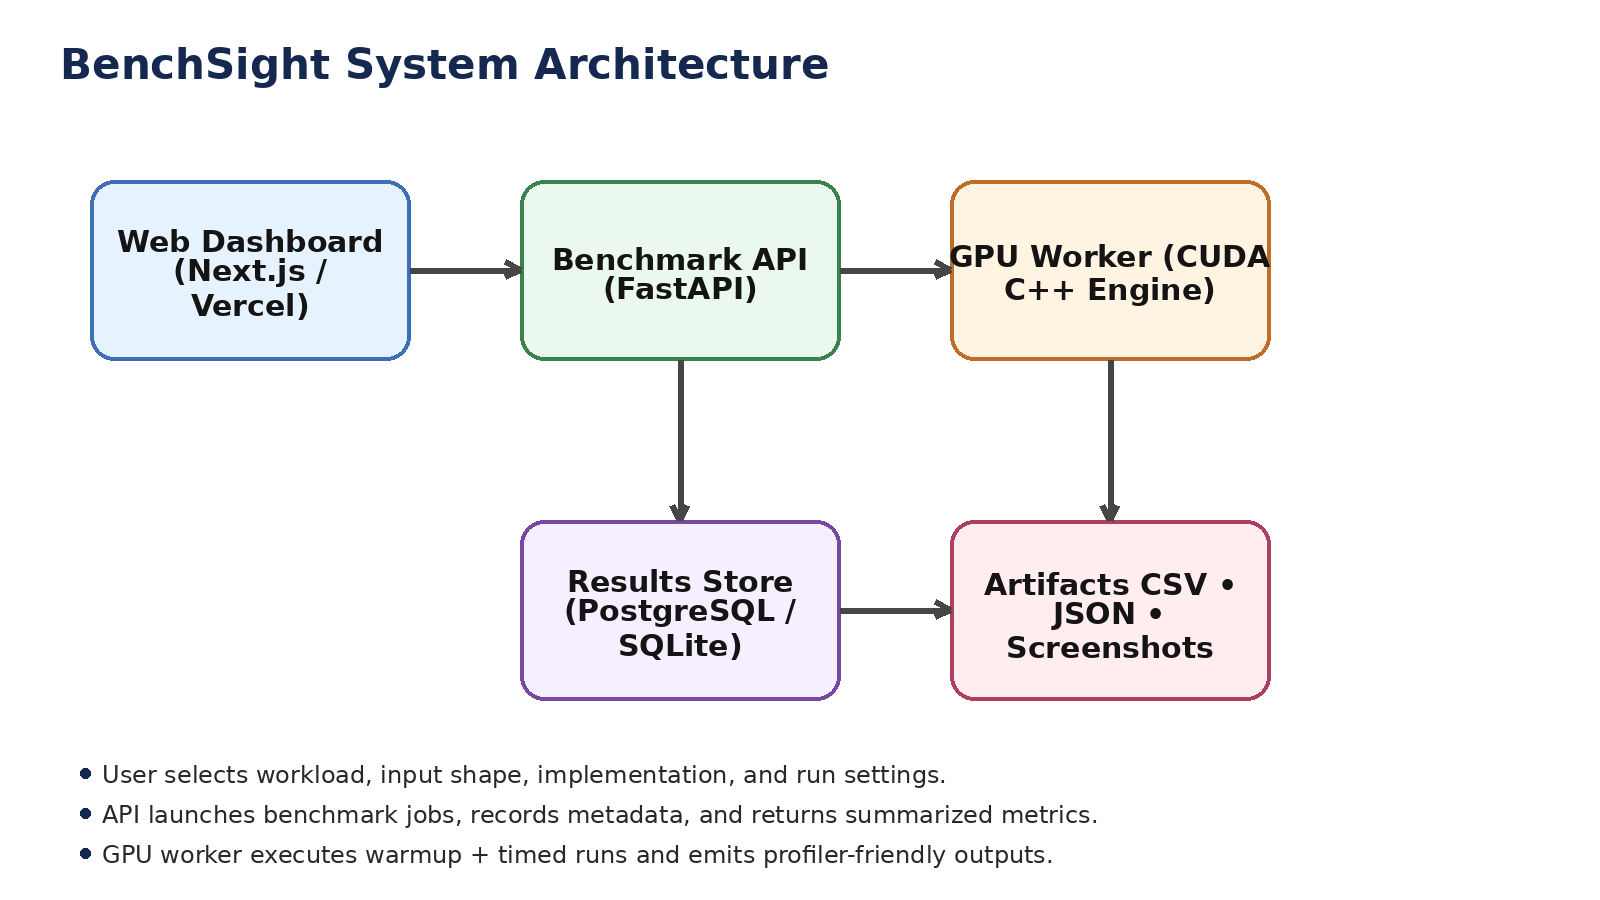 BenchSight System Architecture
Web Dashboard
(Next.js /
Vercel)
Benchmark API
(FastAPI)
GPU Worker (CUDA
C++ Engine)
Results Store
(PostgreSQL /
SQLite)
Artifacts CSV •
JSON •
Screenshots
• User selects workload, input shape, implementation, and run settings.
• API launches benchmark jobs, records metadata, and returns summarized metrics.
• GPU worker executes warmup + timed runs and emits profiler-friendly outputs.